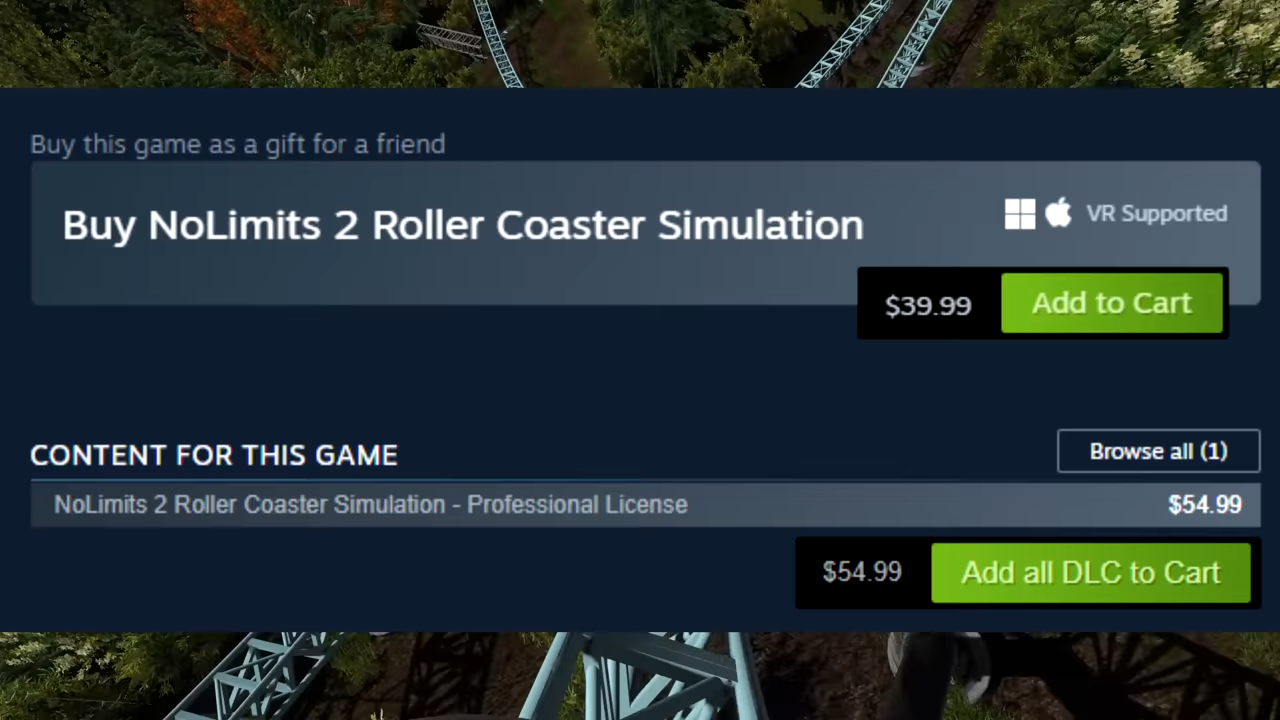 Buy this game as a gift for a friend
Buy NoLimits 2 Roller Coaster Simulation
VR Supported
$39.99
Add to Cart
CONTENT FOR THIS GAME
Browse all (1)
NoLimits 2 Roller Coaster Simulation - Professional License
$54.99
$54.99
Add all DLC to Cart